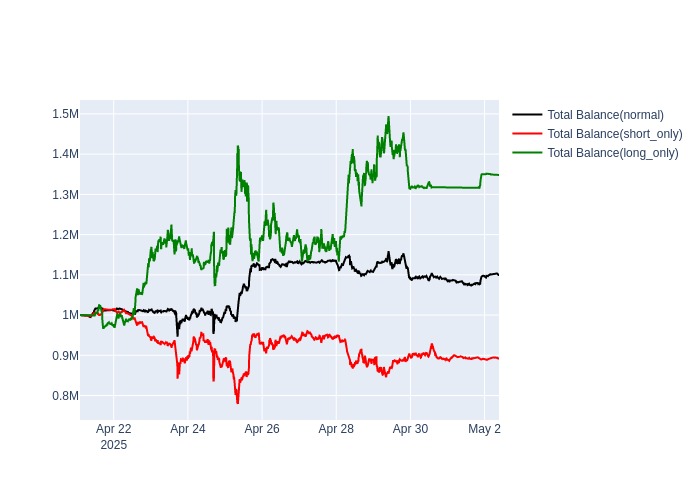 1.5M
1.4M
1.3M
1.2M
1.1M
1M
0.9M
0.8M
Apr 22
2025
Apr 24
Apr 26
Apr 28
Apr 30
May 2
Total Balance(normal)
Total Balance(short_only)
Total Balance(long_only)